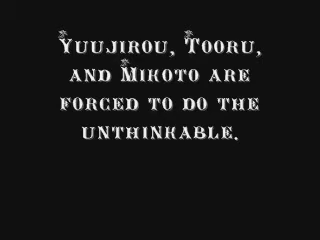 Yuujirou, Tooru,
and Mikoto are
forced to do the
unthinkable.